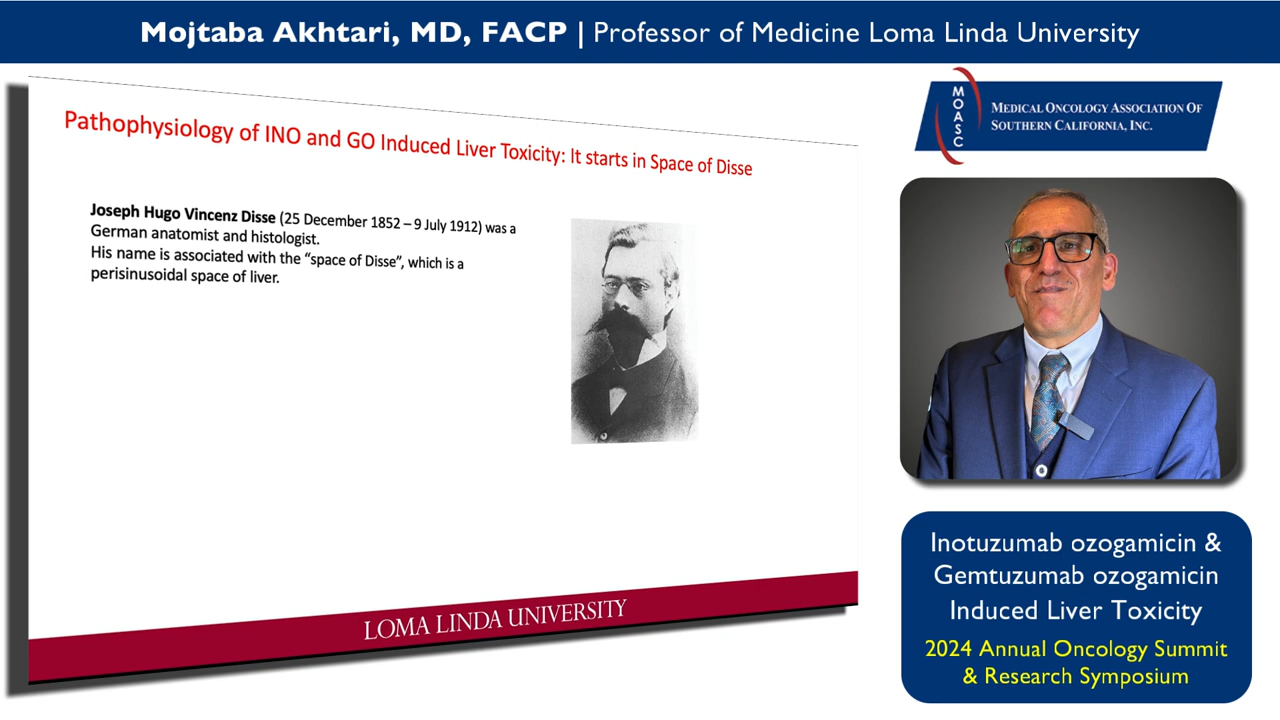 Mojtaba Akhtari, MD, FACP | Professor of Medicine Loma Linda University
Pathophysiology of INO and GO Induced Liver Toxicity: It starts in Space of Disse
Joseph Hugo Vincenz Disse (25 December 1852 – 9 July 1912) was a
German anatomist and histologist.
His name is associated with the “space of Disse”, which is a
perisinusoidal space of liver.
LOMA LINDA UNIVERSITY
MOASC
MEDICAL ONCOLOGY ASSOCIATION OF
SOUTHERN CALIFORNIA, INC.
Inotuzumab ozogamicin &
Gemtuzumab ozogamicin
Induced Liver Toxicity
2024 Annual Oncology Summit
& Research Symposium